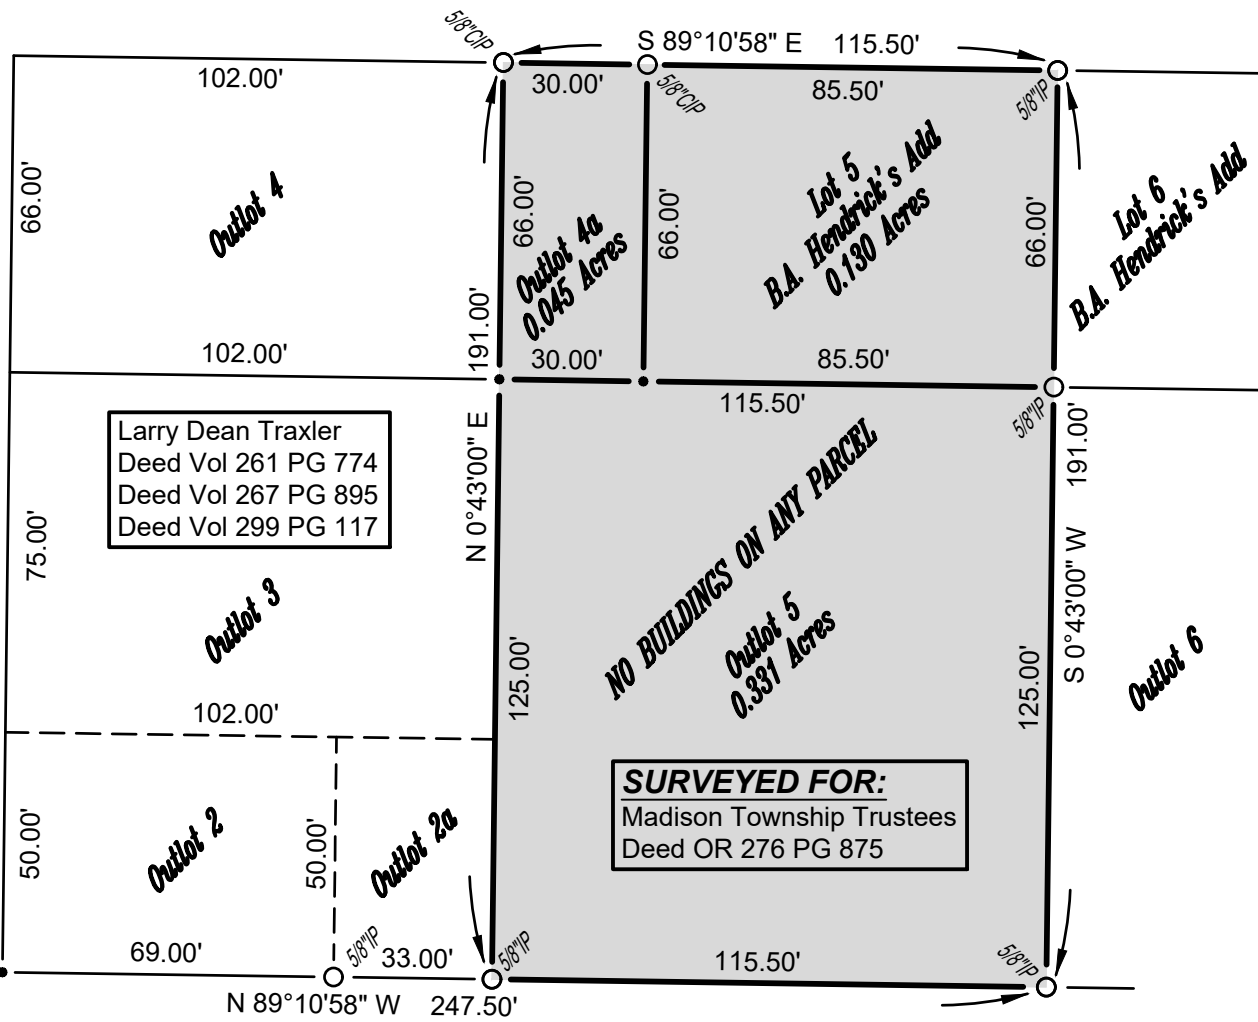 5/8"CIP
S 89°10'58" E 115.50'
102.00'
30.00'
5/8"CIP
85.50'
5/8"IP
66.00'
Outlot 4
66.00'
Outlot 4a
0.045 Acres
66.00'
Lot 5
B.A. Hendrick's Add
0.130 Acres
66.00'
Lot 6
B.A. Hendrick's Add
102.00'
191.00'
30.00'
85.50'
115.50'
5/8"IP
191.00'
Larry Dean Traxler
Deed Vol 261 PG 774
Deed Vol 267 PG 895
Deed Vol 299 PG 117
N 0°43'00" E
NO BUILDINGS ON ANY PARCEL
S 0°43'00" W
75.00'
Outlot 3
125.00'
Outlot 5
0.331 Acres
125.00'
Outlot 6
102.00'
50.00'
Outlot 2
50.00'
Outlot 2a
SURVEYED FOR:
Madison Township Trustees
Deed OR 276 PG 875
69.00'
5/8"IP
33.00'
5/8"IP
115.50'
5/8"IP
N 89°10'58" W 247.50'